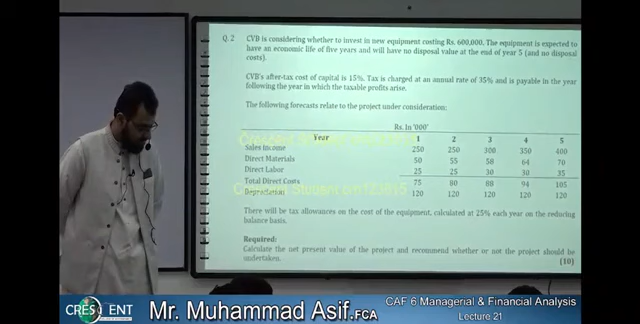 Q. 2 CVB is considering whether to invest in new equipment costing Rs. 600,000. The equipment is expected to
have an economic life of five years and will have no disposal value at the end of year 5 (and no disposal
costs).
CVB's after-tax cost of capital is 15%. Tax is charged at an annual rate of 35% and is payable in the year
following the year in which the taxable profits arise.
The following forecasts relate to the project under consideration:
Rs. In '000'
Year 1 2 3 4 5
Sales Income 250 250 300 350 400
Direct Materials 50 55 58 64 70
Direct Labor 25 25 30 30 35
Total Direct Costs 75 80 88 94 105
Depreciation 120 120 120 120 120
There will be tax allowances on the cost of the equipment, calculated at 25% each year on the reducing
balance basis.
Required:
Calculate the net present value of the project and recommend whether or not the project should be
undertaken. (10)
CRESCENT
Mr. Muhammad Asif.FCA
CAF 6 Managerial & Financial Analysis
Lecture 21